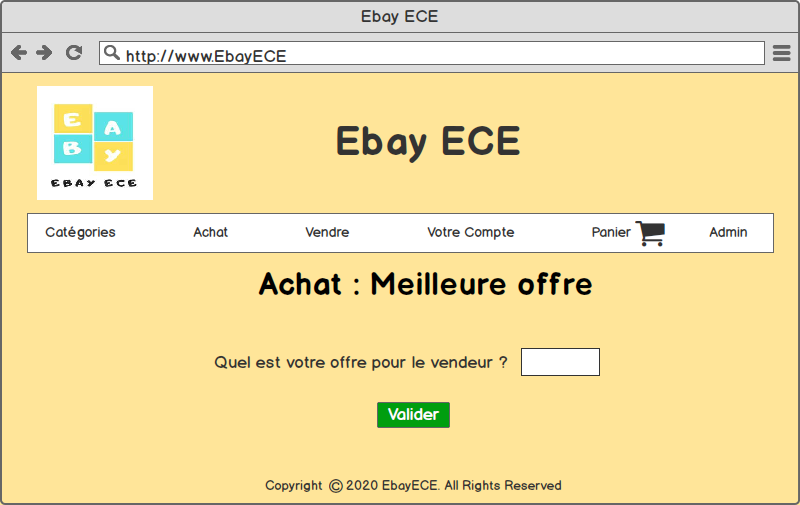 Ebay ECE
http://www.EbayECE
E A
B Y
EBAY ECE
Ebay ECE
Catégories Achat Vendre Votre Compte Panier Admin
Achat : Meilleure offre
Quel est votre offre pour le vendeur ?
Valider
Copyright © 2020 EbayECE. All Rights Reserved